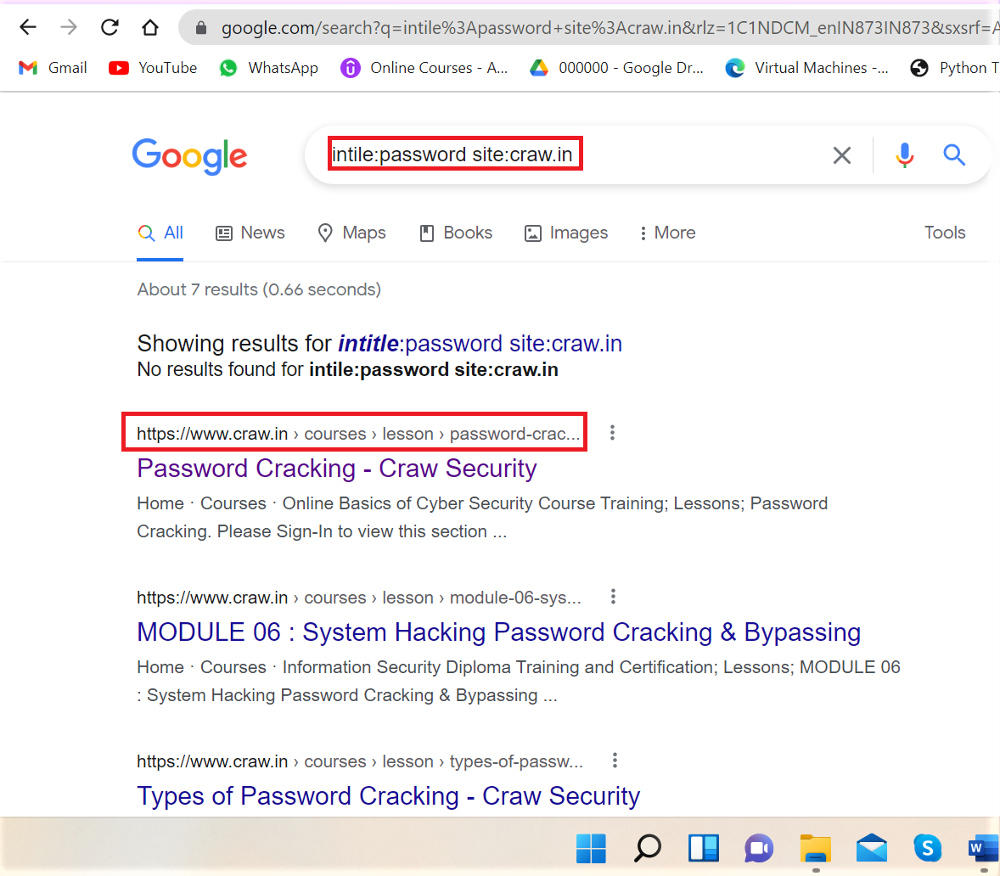 google.com/search?q=intile%3Apassword+site%3Acraw.in&rlz=1C1NDCM_enIN873IN873&sxsrf=A
Gmail YouTube WhatsApp Online Courses - A... 000000 - Google Dr... Virtual Machines -... Python T
Google intile:password site:craw.in
All News Maps Books Images More Tools
About 7 results (0.66 seconds)
Showing results for intitle:password site:craw.in
No results found for intile:password site:craw.in
https://www.craw.in › courses › lesson › password-crac...
Password Cracking - Craw Security
Home · Courses · Online Basics of Cyber Security Course Training; Lessons; Password
Cracking. Please Sign-In to view this section ...
https://www.craw.in › courses › lesson › module-06-sys...
MODULE 06 : System Hacking Password Cracking & Bypassing
Home · Courses · Information Security Diploma Training and Certification; Lessons; MODULE 06
: System Hacking Password Cracking & Bypassing ...
https://www.craw.in › courses › lesson › types-of-passw...
Types of Password Cracking - Craw Security